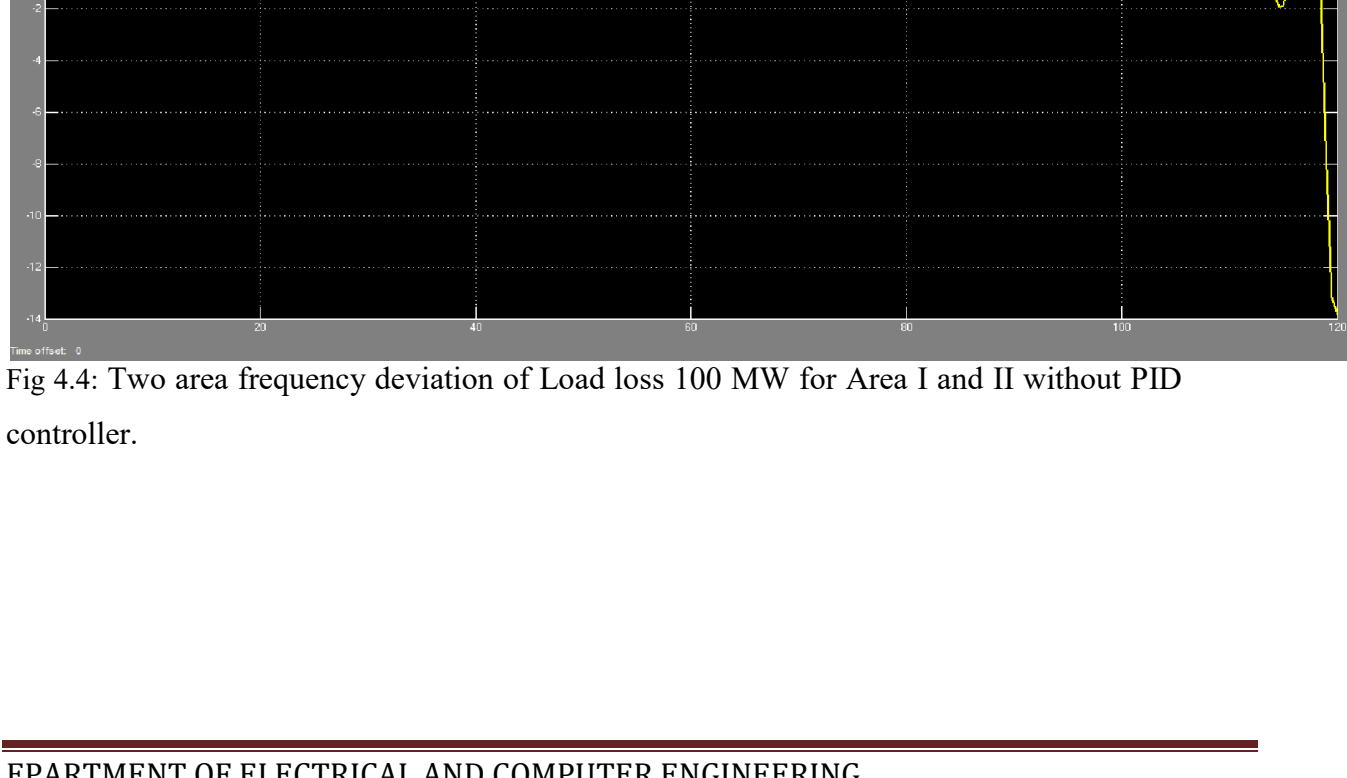 -2
-4
-6
-8
-10
-12
-14
0 20 40 60 80 100 120
Time offset: 0
Fig 4.4: Two area frequency deviation of Load loss 100 MW for Area I and II without PID
controller.
EPARTMENT OF ELECTRICAL AND COMPUTER ENGINEERING